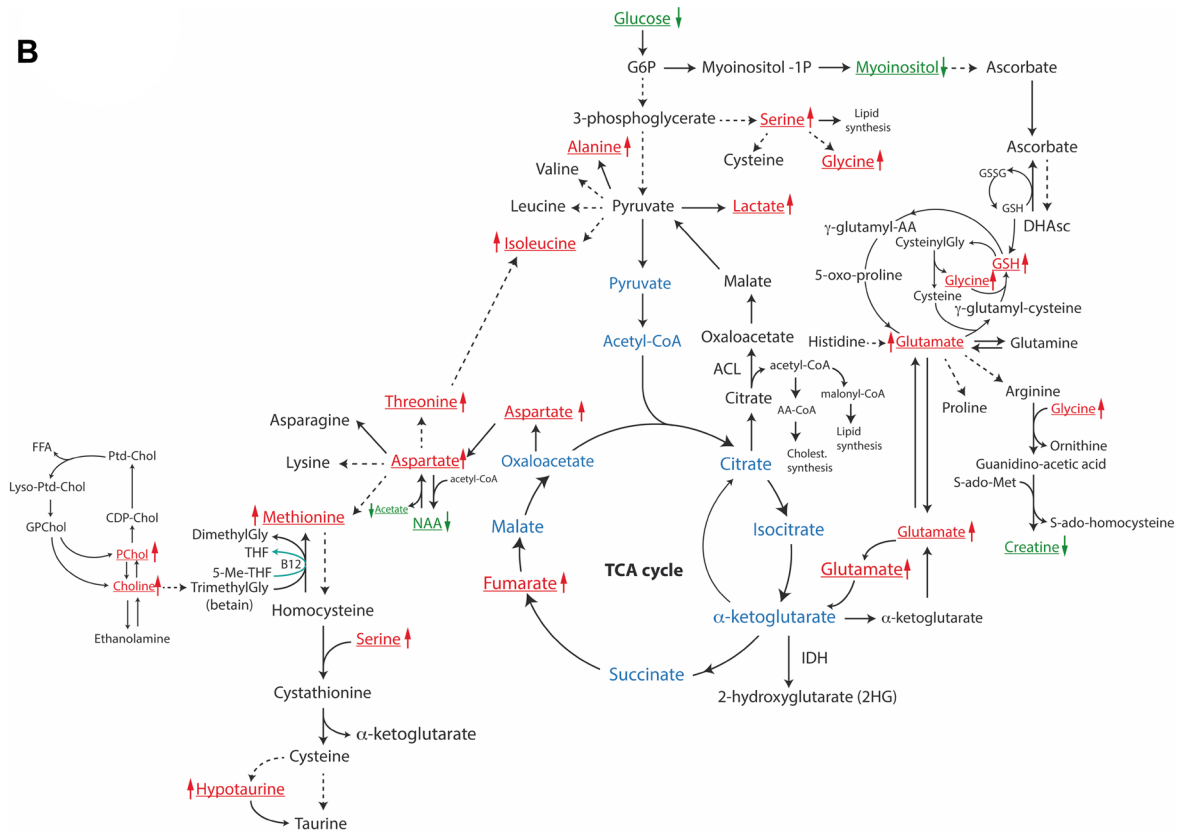 B
Glucose
G6P
Myoinositol -1P
Myoinositol
Ascorbate
3-phosphoglycerate
Serine
Lipid
synthesis
Alanine
Cysteine
Glycine
Ascorbate
Valine
GSSG
Leucine
Pyruvate
Lactate
GSH
DHAsc
Isoleucine
γ-glutamyl-AA
CysteinylGly
GSH
Pyruvate
Malate
5-oxo-proline
Glycine
Cysteine
γ-glutamyl-cysteine
Acetyl-CoA
Oxaloacetate
Histidine
Glutamate
Glutamine
ACL
acetyl-CoA
Citrate
malonyl-CoA
Arginine
Threonine
Aspartate
AA-CoA
Proline
Glycine
Asparagine
Lipid
synthesis
Ornithine
FFA
Ptd-Chol
Lysine
Aspartate
Oxaloacetate
Citrate
Cholest.
synthesis
Guanidino-acetic acid
acetyl-CoA
Lyso-Ptd-Chol
S-ado-Met
Acetate
Methionine
NAA
Malate
Isocitrate
GPChol
CDP-Chol
S-ado-homocysteine
DimethylGly
Glutamate
Creatine
PChol
THF
B12
5-Me-THF
TCA cycle
Glutamate
Choline
TrimethylGly
(betain)
Fumarate
Homocysteine
α-ketoglutarate
α-ketoglutarate
Ethanolamine
Serine
IDH
Succinate
Cystathionine
2-hydroxyglutarate (2HG)
α-ketoglutarate
Cysteine
Hypotaurine
Taurine